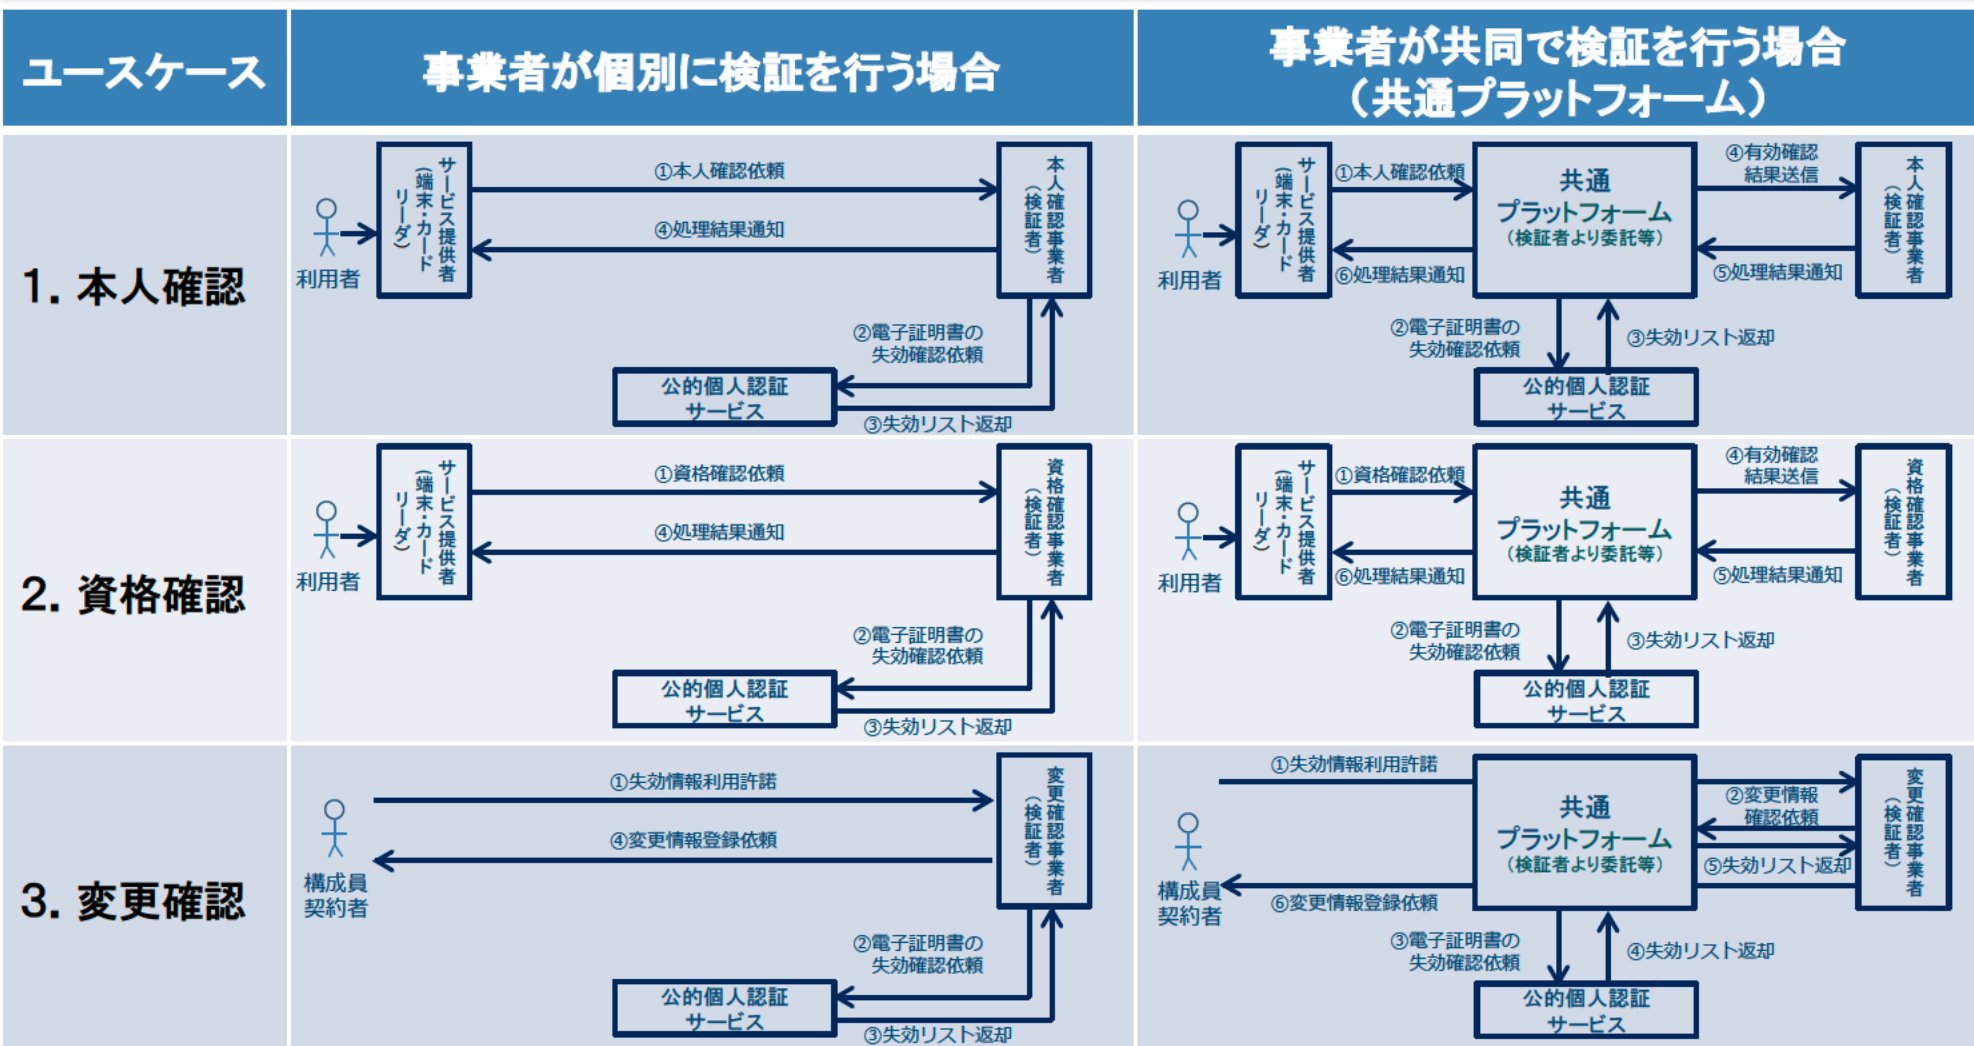 ユースケース
事業者が個別に検証を行う場合
事業者が共同で検証を行う場合
（共通プラットフォーム）
1. 本人確認
利用者
サービス提供者
（端末・カード
リーダ）
①本人確認依頼
④処理結果通知
本人確認事業者
（検証者）
②電子証明書の
失効確認依頼
公的個人認証
サービス
③失効リスト返却
利用者
サービス提供者
（端末・カード
リーダ）
①本人確認依頼
⑥処理結果通知
共通
プラットフォーム
（検証者より委託等）
④有効確認
結果送信
⑤処理結果通知
本人確認事業者
（検証者）
②電子証明書の
失効確認依頼
③失効リスト返却
公的個人認証
サービス
2. 資格確認
利用者
サービス提供者
（端末・カード
リーダ）
①資格確認依頼
④処理結果通知
資格確認事業者
（検証者）
②電子証明書の
失効確認依頼
公的個人認証
サービス
③失効リスト返却
利用者
サービス提供者
（端末・カード
リーダ）
①資格確認依頼
⑥処理結果通知
共通
プラットフォーム
（検証者より委託等）
④有効確認
結果送信
⑤処理結果通知
資格確認事業者
（検証者）
②電子証明書の
失効確認依頼
③失効リスト返却
公的個人認証
サービス
3. 変更確認
構成員
契約者
①失効情報利用許諾
④変更情報登録依頼
変更確認事業者
（検証者）
②電子証明書の
失効確認依頼
公的個人認証
サービス
③失効リスト返却
構成員
契約者
①失効情報利用許諾
⑥変更情報登録依頼
共通
プラットフォーム
（検証者より委託等）
②変更情報
確認依頼
⑤失効リスト返却
変更確認事業者
（検証者）
③電子証明書の
失効確認依頼
④失効リスト返却
公的個人認証
サービス